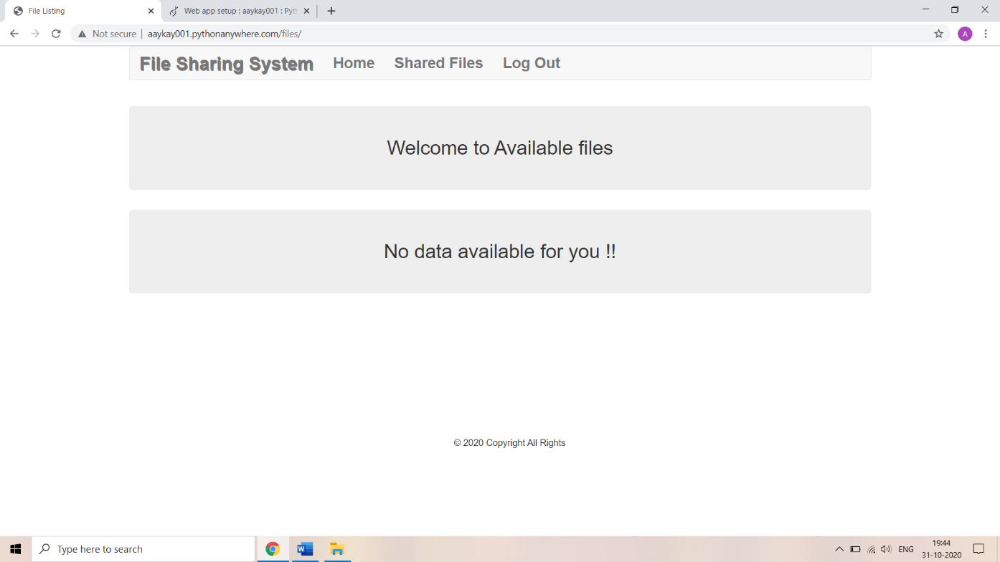 File Listing
Web app setup : aaykay001 : Pyth
Not secure | aaykay001.pythonanywhere.com/files/
A
File Sharing System Home Shared Files Log Out
Welcome to Available files
No data available for you !!
© 2020 Copyright All Rights
Type here to search
W
ENG
19:44
31-10-2020